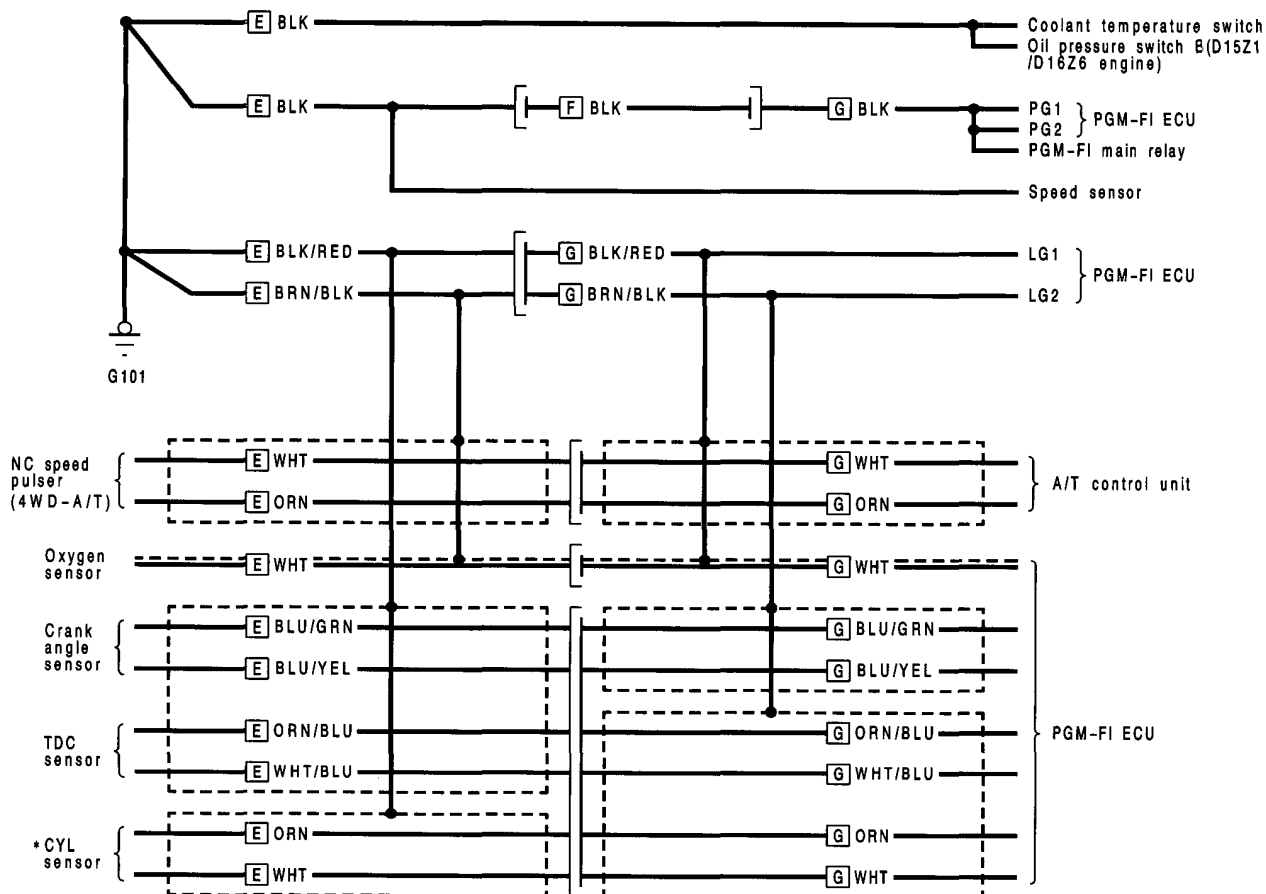 E BLK Coolant temperature switch
Oil pressure switch B(D15Z1
/D16Z6 engine)
E BLK F BLK G BLK PG1
PG2
PGM-FI ECU
PGM-FI main relay
Speed sensor
E BLK/RED G BLK/RED LG1
E BRN/BLK G BRN/BLK LG2
PGM-FI ECU
G101
NC speed
pulser
(4WD-A/T)
E WHT G WHT
E ORN G ORN
A/T control unit
Oxygen
sensor
E WHT G WHT
Crank
angle
sensor
E BLU/GRN G BLU/GRN
E BLU/YEL G BLU/YEL
TDC
sensor
E ORN/BLU G ORN/BLU
E WHT/BLU G WHT/BLU
PGM-FI ECU
*CYL
sensor
E ORN G ORN
E WHT G WHT